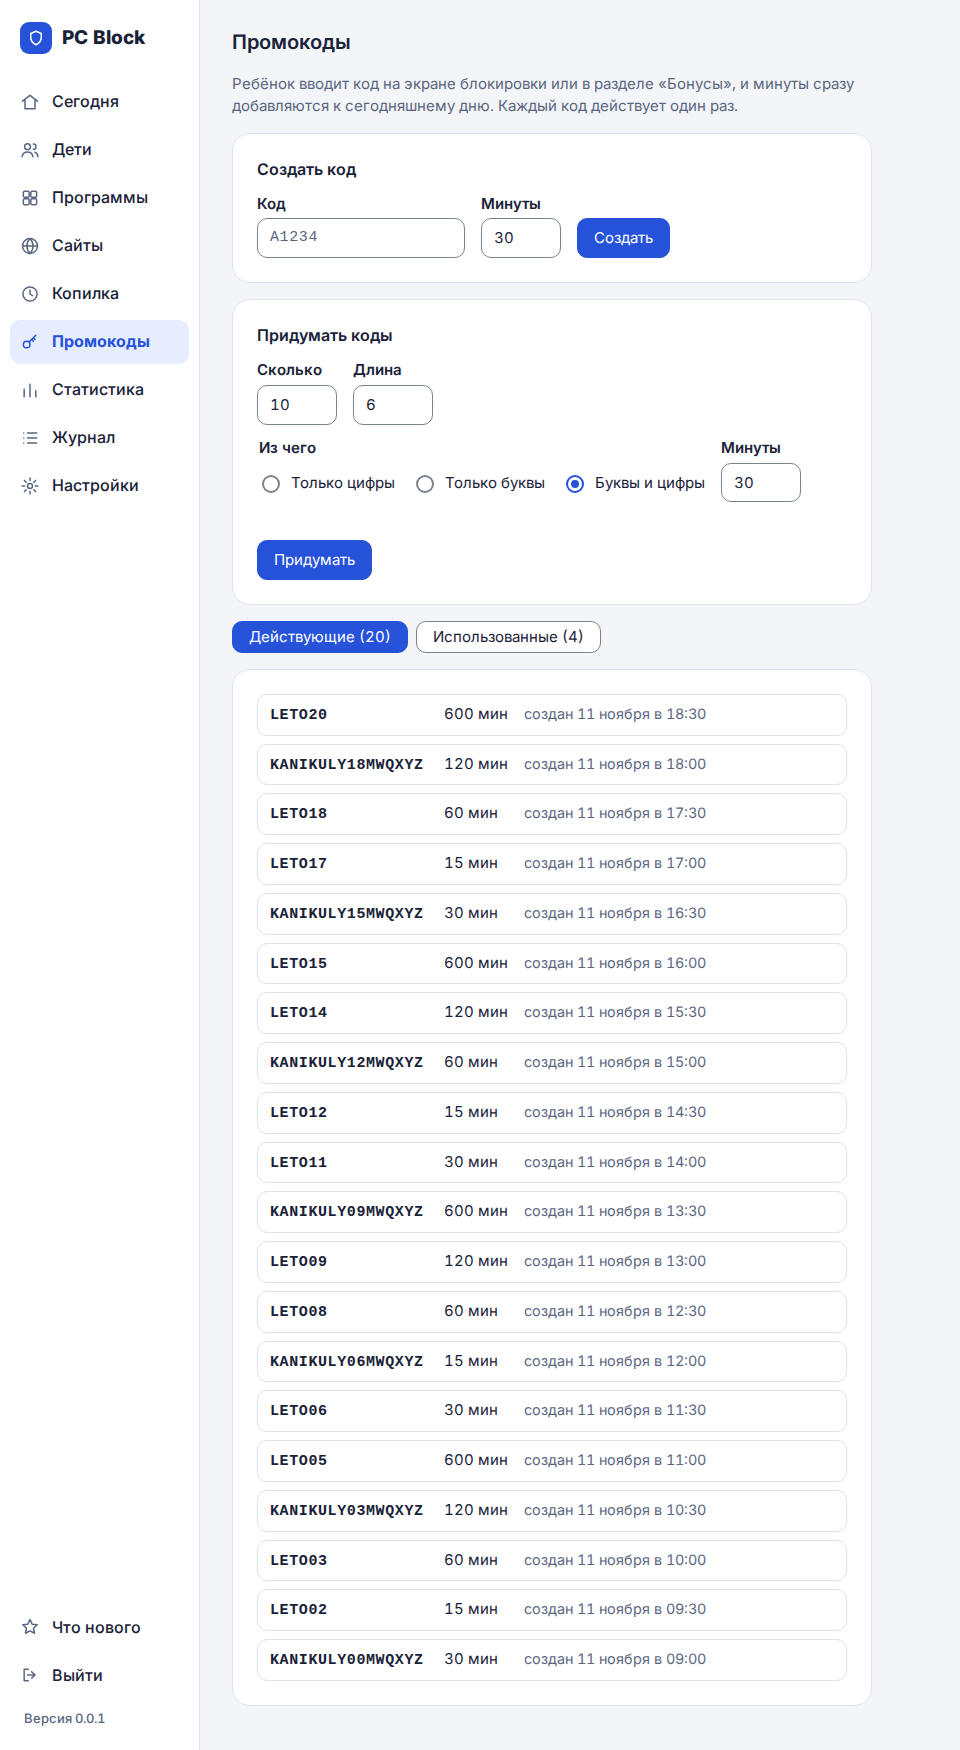 PC Block
Сегодня
Дети
Программы
Сайты
Копилка
Промокоды
Статистика
Журнал
Настройки
Что нового
Выйти
Версия 0.0.1
Промокоды
Ребёнок вводит код на экране блокировки или в разделе «Бонусы», и минуты сразу
добавляются к сегодняшнему дню. Каждый код действует один раз.
Создать код
Код Минуты
A1234 30 Создать
Придумать коды
Сколько Длина
10 6
Из чего Минуты
Только цифры Только буквы Буквы и цифры 30
Придумать
Действующие (20) Использованные (4)
LETO20 600 мин создан 11 ноября в 18:30
KANIKULY18MWQXYZ 120 мин создан 11 ноября в 18:00
LETO18 60 мин создан 11 ноября в 17:30
LETO17 15 мин создан 11 ноября в 17:00
KANIKULY15MWQXYZ 30 мин создан 11 ноября в 16:30
LETO15 600 мин создан 11 ноября в 16:00
LETO14 120 мин создан 11 ноября в 15:30
KANIKULY12MWQXYZ 60 мин создан 11 ноября в 15:00
LETO12 15 мин создан 11 ноября в 14:30
LETO11 30 мин создан 11 ноября в 14:00
KANIKULY09MWQXYZ 600 мин создан 11 ноября в 13:30
LETO09 120 мин создан 11 ноября в 13:00
LETO08 60 мин создан 11 ноября в 12:30
KANIKULY06MWQXYZ 15 мин создан 11 ноября в 12:00
LETO06 30 мин создан 11 ноября в 11:30
LETO05 600 мин создан 11 ноября в 11:00
KANIKULY03MWQXYZ 120 мин создан 11 ноября в 10:30
LETO03 60 мин создан 11 ноября в 10:00
LETO02 15 мин создан 11 ноября в 09:30
KANIKULY00MWQXYZ 30 мин создан 11 ноября в 09:00